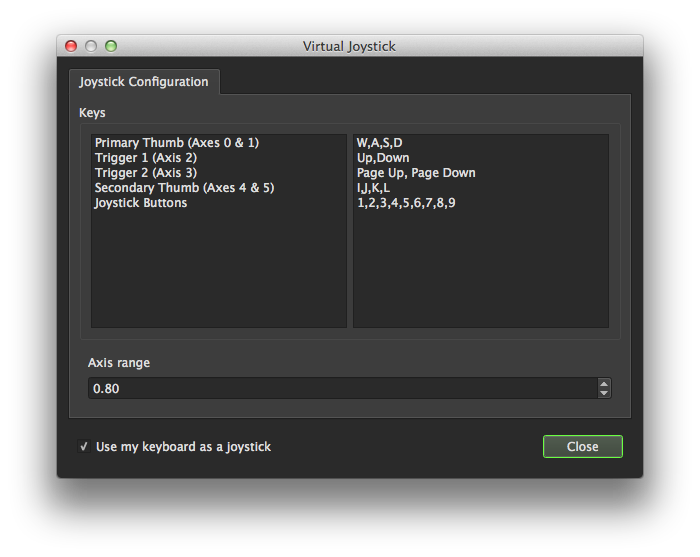 Virtual Joystick
Joystick Configuration
Keys
Primary Thumb (Axes 0 & 1) W,A,S,D
Trigger 1 (Axis 2) Up,Down
Trigger 2 (Axis 3) Page Up, Page Down
Secondary Thumb (Axes 4 & 5) I,J,K,L
Joystick Buttons 1,2,3,4,5,6,7,8,9
Axis range
0.80
Use my keyboard as a joystick
Close